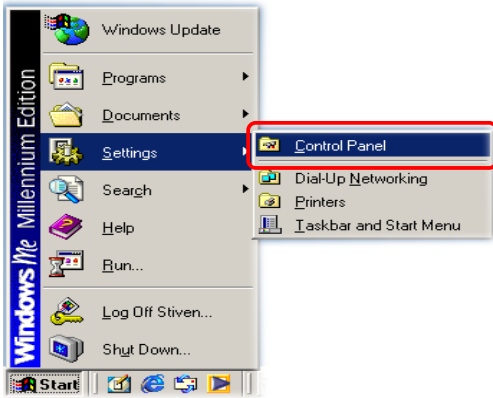 Windows Me Millennium Edition
Windows Update
Programs
Documents
Settings
Search
Help
Run...
Log Off Stiven...
Shut Down...
Control Panel
Dial-Up Networking
Printers
Taskbar and Start Menu
Start